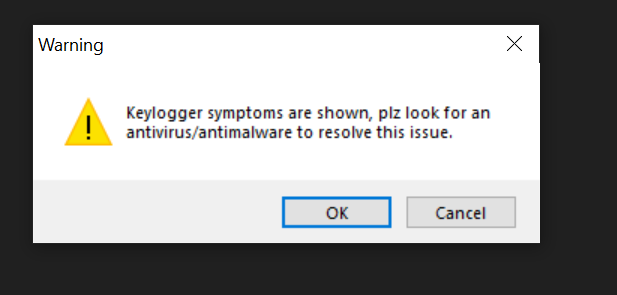 Warning
Keylogger symptoms are shown, plz look for an
antivirus/antimalware to resolve this issue.
OK
Cancel